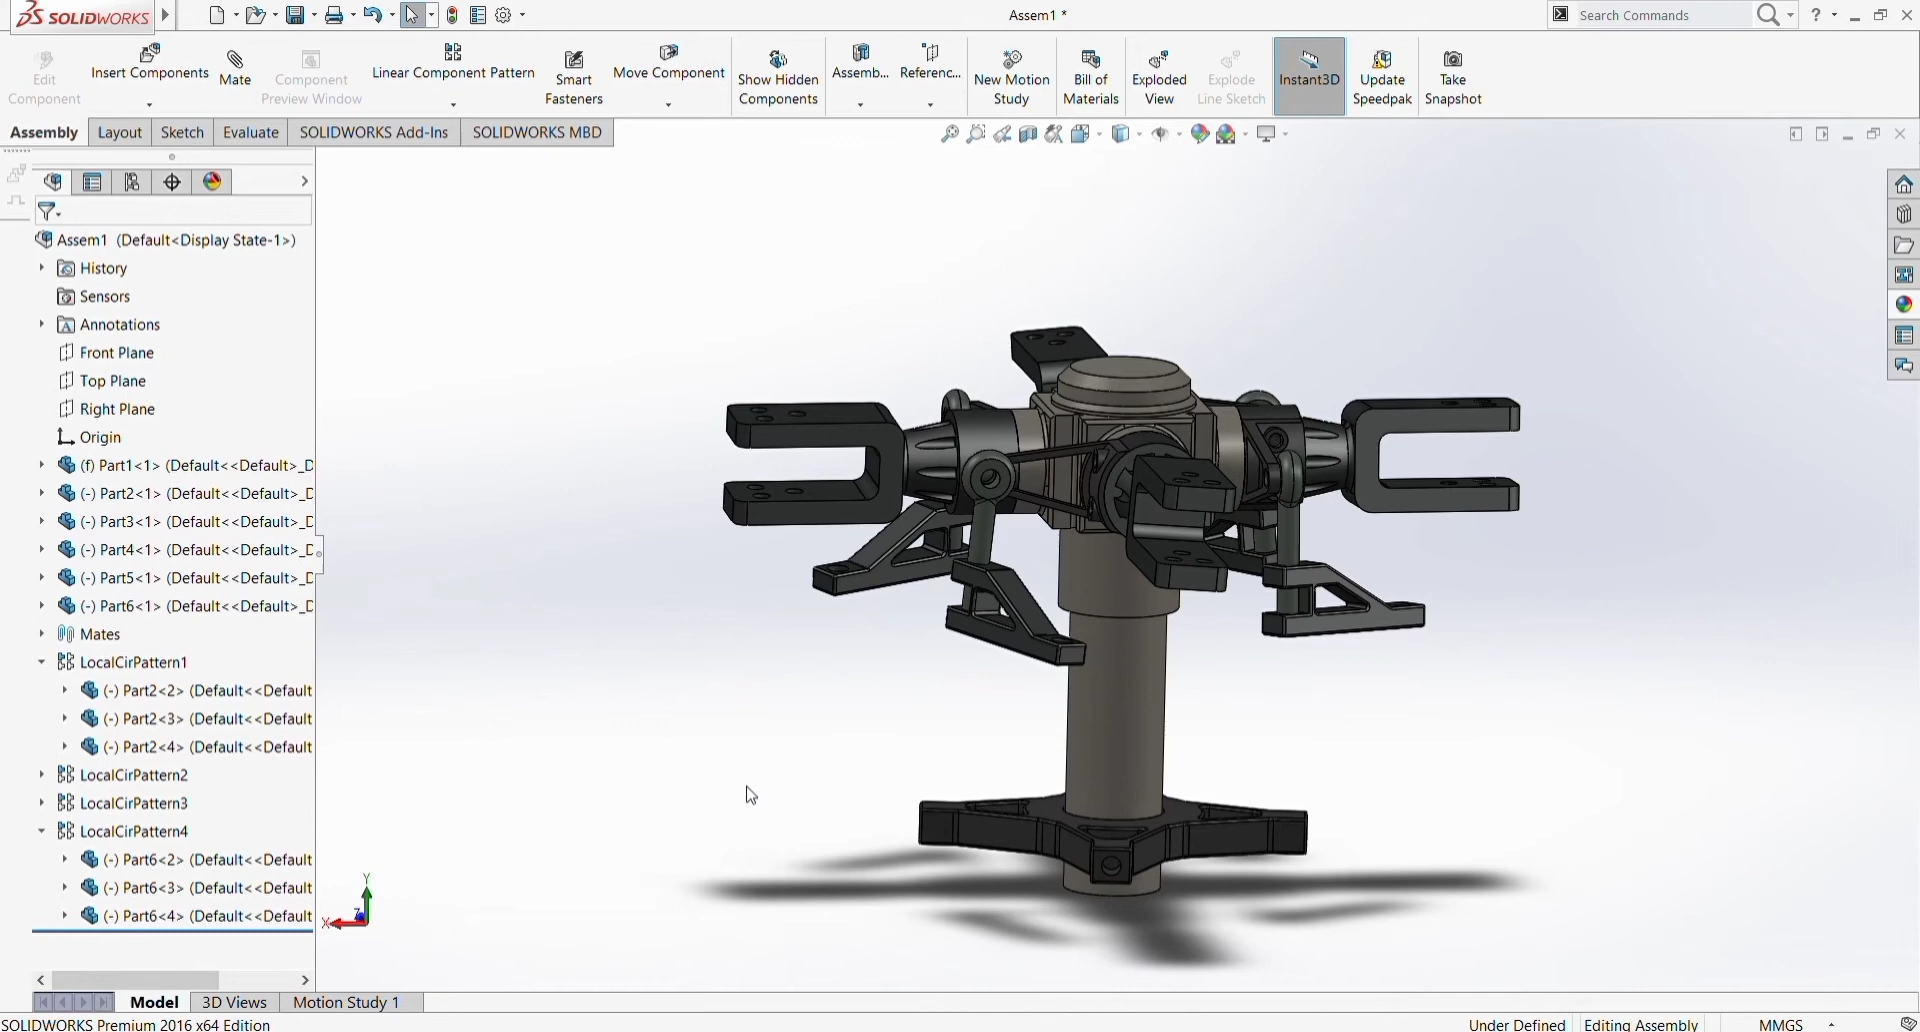 SOLIDWORKS
Assem1 *
Search Commands
?
Edit Component
Insert Components
Mate
Component Preview Window
Linear Component Pattern
Smart Fasteners
Move Component
Show Hidden Components
Assemb...
Referenc...
New Motion Study
Bill of Materials
Exploded View
Explode Line Sketch
Instant3D
Update Speedpak
Take Snapshot
Assembly
Layout
Sketch
Evaluate
SOLIDWORKS Add-Ins
SOLIDWORKS MBD
Assem1 (Default<Display State-1>)
History
Sensors
Annotations
Front Plane
Top Plane
Right Plane
Origin
(f) Part1<1> (Default<<Default>_D
(-) Part2<1> (Default<<Default>_D
(-) Part3<1> (Default<<Default>_D
(-) Part4<1> (Default<<Default>_D
(-) Part5<1> (Default<<Default>_D
(-) Part6<1> (Default<<Default>_D
Mates
LocalCirPattern1
(-) Part2<2> (Default<<Default
(-) Part2<3> (Default<<Default
(-) Part2<4> (Default<<Default
LocalCirPattern2
LocalCirPattern3
LocalCirPattern4
(-) Part6<2> (Default<<Default
(-) Part6<3> (Default<<Default
(-) Part6<4> (Default<<Default
Y
Z
X
Model
3D Views
Motion Study 1
SOLIDWORKS Premium 2016 x64 Edition
Under Defined
Editing Assembly
MMGS